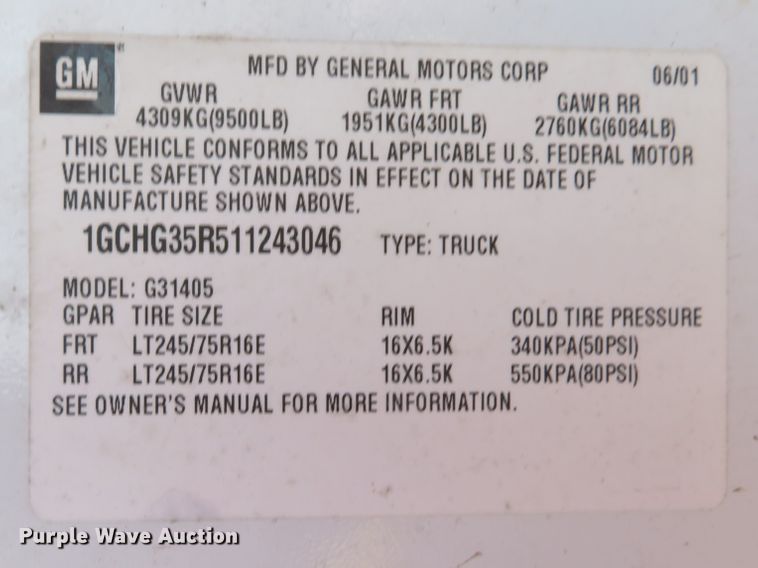 GM MFD BY GENERAL MOTORS CORP 06/01
GVWR GAWR FRT GAWR RR
4309KG(9500LB) 1951KG(4300LB) 2760KG(6084LB)
THIS VEHICLE CONFORMS TO ALL APPLICABLE U.S. FEDERAL MOTOR
VEHICLE SAFETY STANDARDS IN EFFECT ON THE DATE OF
MANUFACTURE SHOWN ABOVE.
1GCHG35R511243046 TYPE: TRUCK
MODEL: G31405
GPAR TIRE SIZE RIM COLD TIRE PRESSURE
FRT LT245/75R16E 16X6.5K 340KPA(50PSI)
RR LT245/75R16E 16X6.5K 550KPA(80PSI)
SEE OWNER'S MANUAL FOR MORE INFORMATION.
Purple Wave Auction